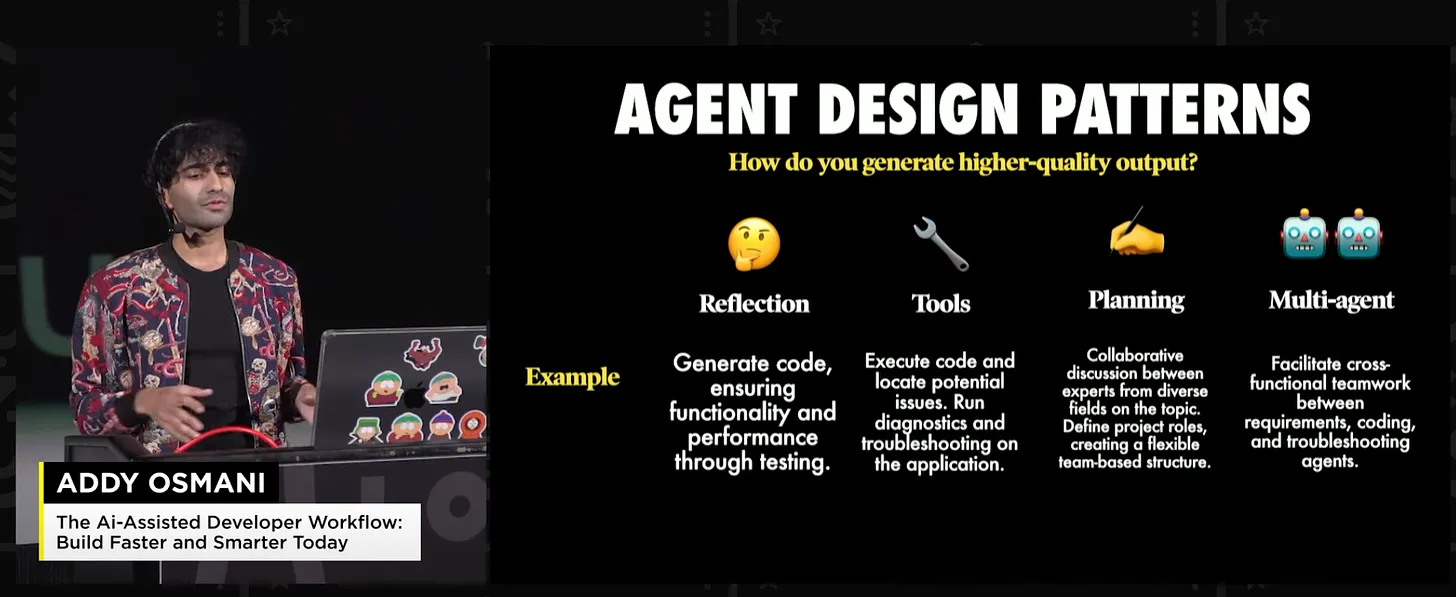 AGENT DESIGN PATTERNS
How do you generate higher-quality output?
Reflection
Tools
Planning
Multi-agent
Example
Generate code,
ensuring
functionality and
performance
through testing.
Execute code and
locate potential
issues. Run
diagnostics and
troubleshooting on
the application.
Collaborative
discussion between
experts from diverse
fields on the topic.
Define project roles,
creating a flexible
team-based structure.
Facilitate cross-
functional teamwork
between
requirements, coding,
and troubleshooting
agents.
ADDY OSMANI
The Ai-Assisted Developer Workflow:
Build Faster and Smarter Today